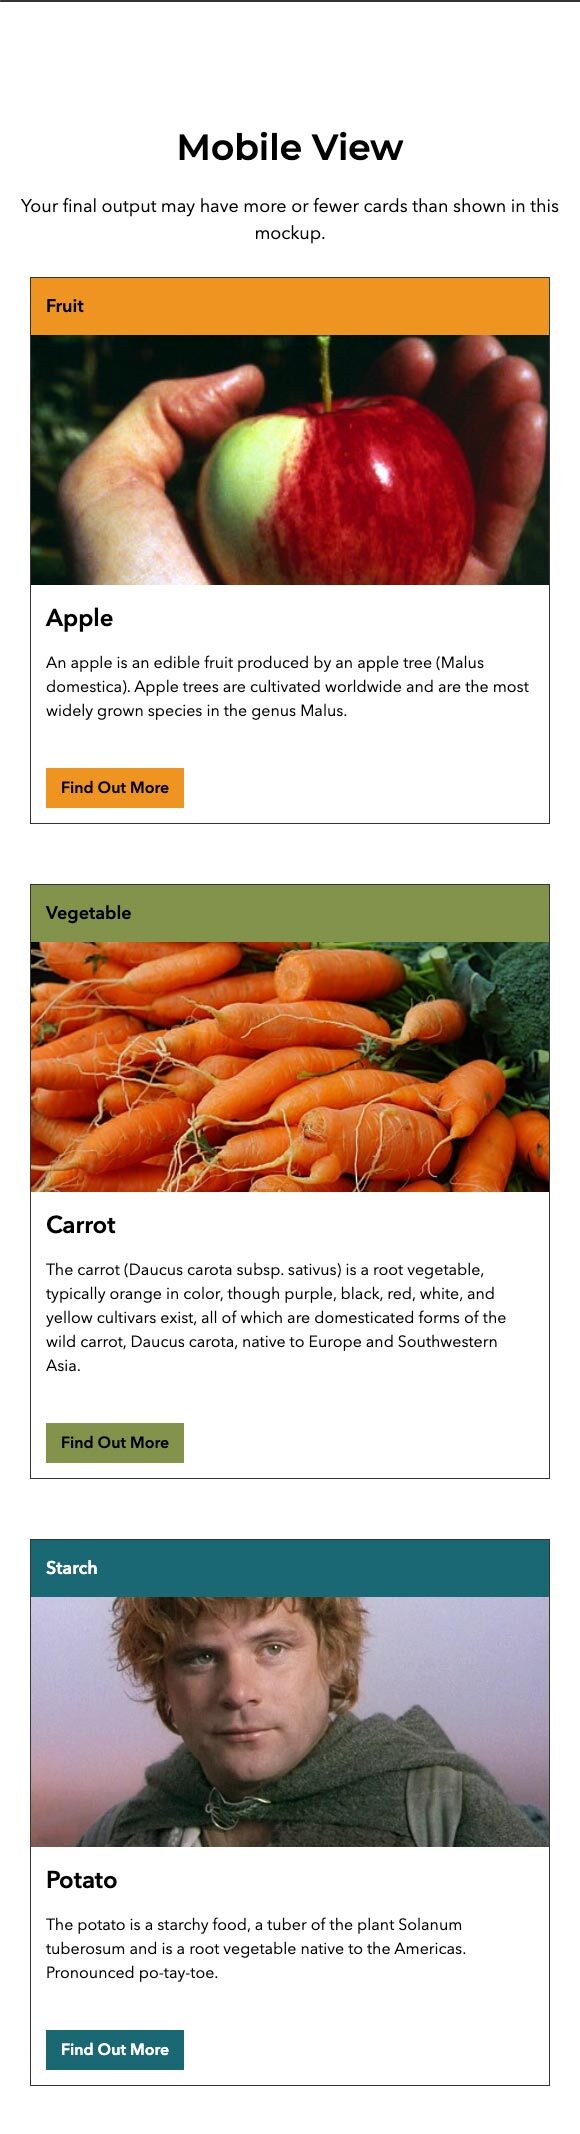 Mobile View
Your final output may have more or fewer cards than shown in this
mockup.
Fruit
Apple
An apple is an edible fruit produced by an apple tree (Malus
domestica). Apple trees are cultivated worldwide and are the most
widely grown species in the genus Malus.
Find Out More
Vegetable
Carrot
The carrot (Daucus carota subsp. sativus) is a root vegetable,
typically orange in color, though purple, black, red, white, and
yellow cultivars exist, all of which are domesticated forms of the
wild carrot, Daucus carota, native to Europe and Southwestern
Asia.
Find Out More
Starch
Potato
The potato is a starchy food, a tuber of the plant Solanum
tuberosum and is a root vegetable native to the Americas.
Pronounced po-tay-toe.
Find Out More